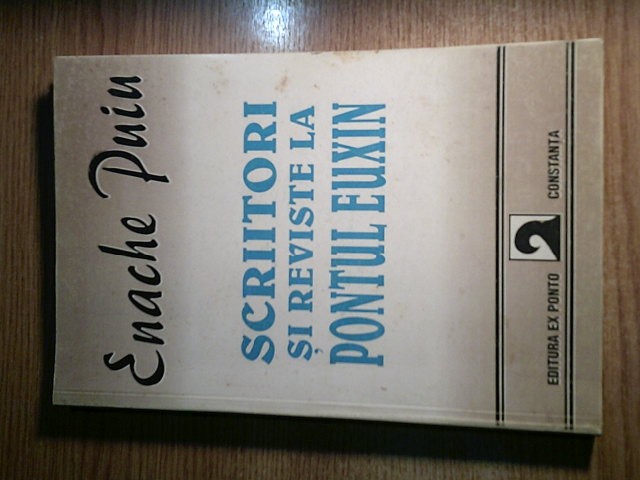 Enache Puiu
SCRIITORI
ȘI REVISTE LA
PONTUL EUXIN
EDITURA EX PONTO CONSTANȚA